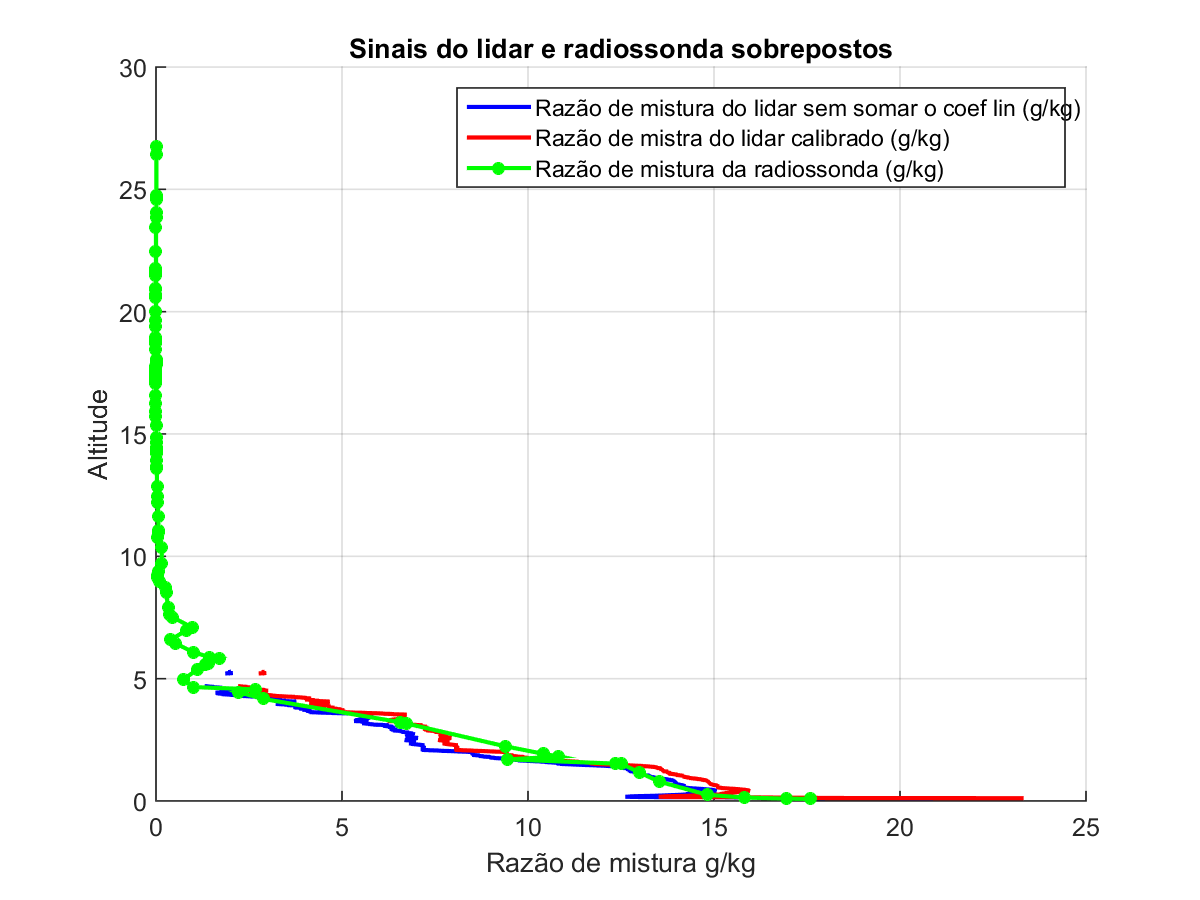 Sinais do lidar e radiossonda sobrepostos
Razão de mistura do lidar sem somar o coef lin (g/kg)
Razão de mistra do lidar calibrado (g/kg)
Razão de mistura da radiossonda (g/kg)
30
25
20
15
10
5
0
Altitude
0 5 10 15 20 25
Razão de mistura g/kg